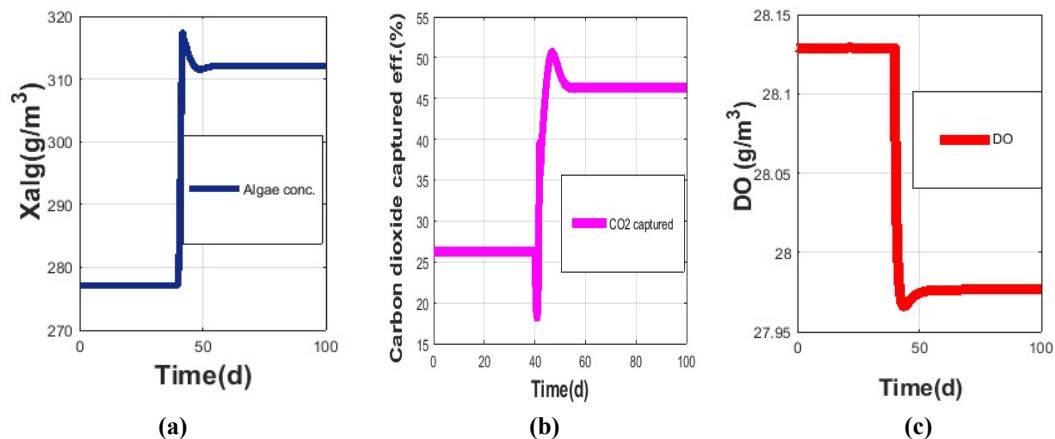 320
310
300
290
280
270
Xalg(g/m³)
Algae conc.
0
50
100
Time(d)
(a)
55
50
45
40
35
30
25
20
15
Carbon dioxide captured eff.(%)
CO2 captured
0
20
40
60
80
100
Time(d)
(b)
28.15
28.1
28.05
28
27.95
DO (g/m³)
DO
0
50
100
Time(d)
(c)